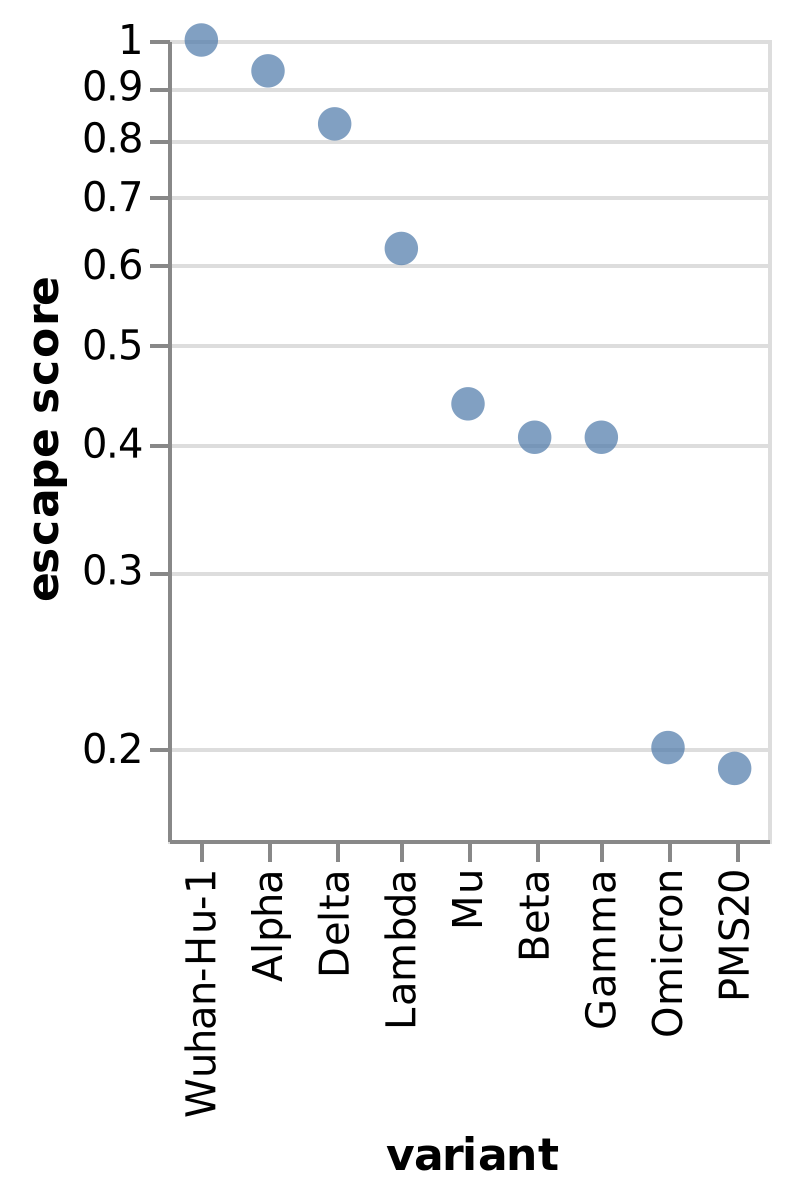 escape score
1
0.9
0.8
0.7
0.6
0.5
0.4
0.3
0.2
Wuhan-Hu-1
Alpha
Delta
Lambda
Mu
Beta
Gamma
Omicron
PMS20
variant